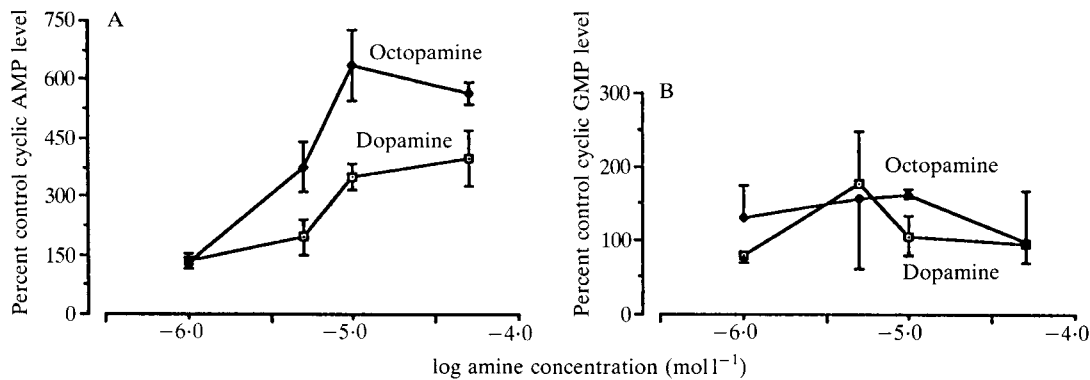 A
Percent control cyclic AMP level
750
600
450
300
150
0
Octopamine
Dopamine
−6·0
−5·0
−4·0
B
Percent control cyclic GMP level
300
200
100
0
Octopamine
Dopamine
−6·0
−5·0
−4·0
log amine concentration (mol l⁻¹)